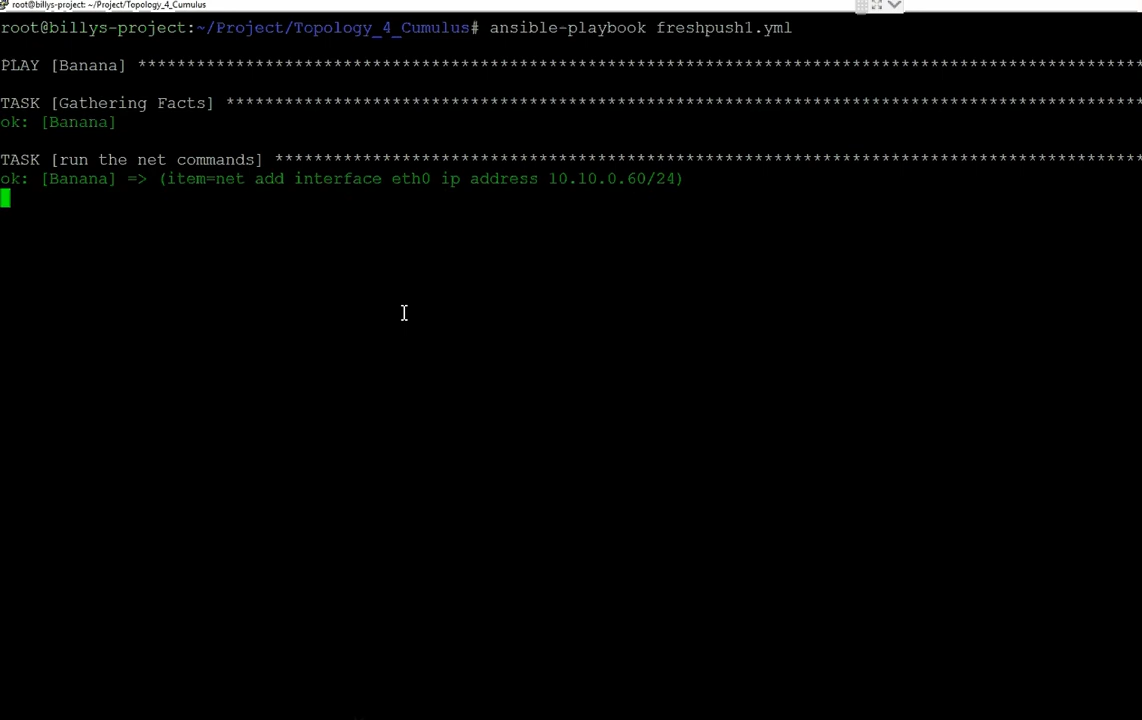 root@billys-project: ~/Project/Topology_4_Cumulus
root@billys-project:~/Project/Topology_4_Cumulus# ansible-playbook freshpush1.yml
PLAY [Banana] *******************************************************************************************************
TASK [Gathering Facts] **********************************************************************************************
ok: [Banana]
TASK [run the net commands] *****************************************************************************************
ok: [Banana] => (item=net add interface eth0 ip address 10.10.0.60/24)